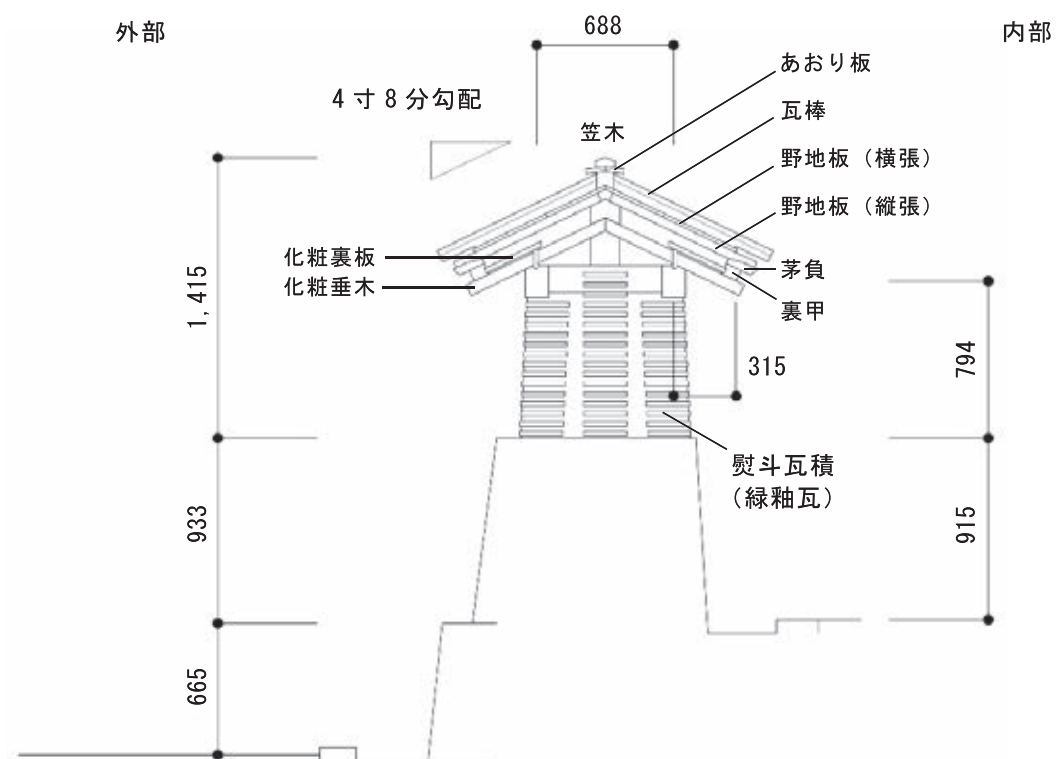 外部
内部
688
4寸8分勾配
笠木
あおり板
瓦棒
野地板（横張）
野地板（縦張）
茅負
裏甲
化粧裏板
化粧垂木
1,415
933
665
315
794
915
熨斗瓦積
（緑釉瓦）